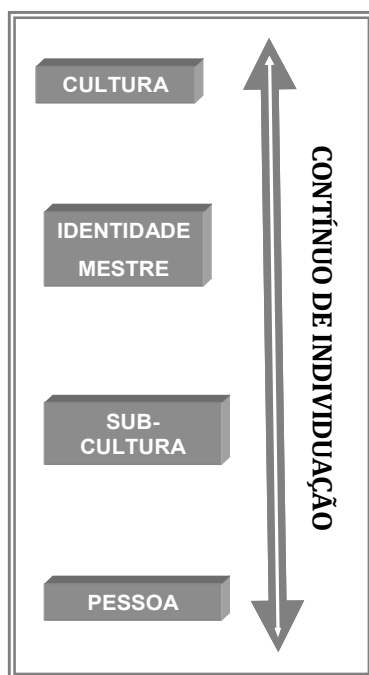 CULTURA
IDENTIDADE
MESTRE
SUB-
CULTURA
PESSOA
CONTÍNUO DE INDIVIDUAÇÃO